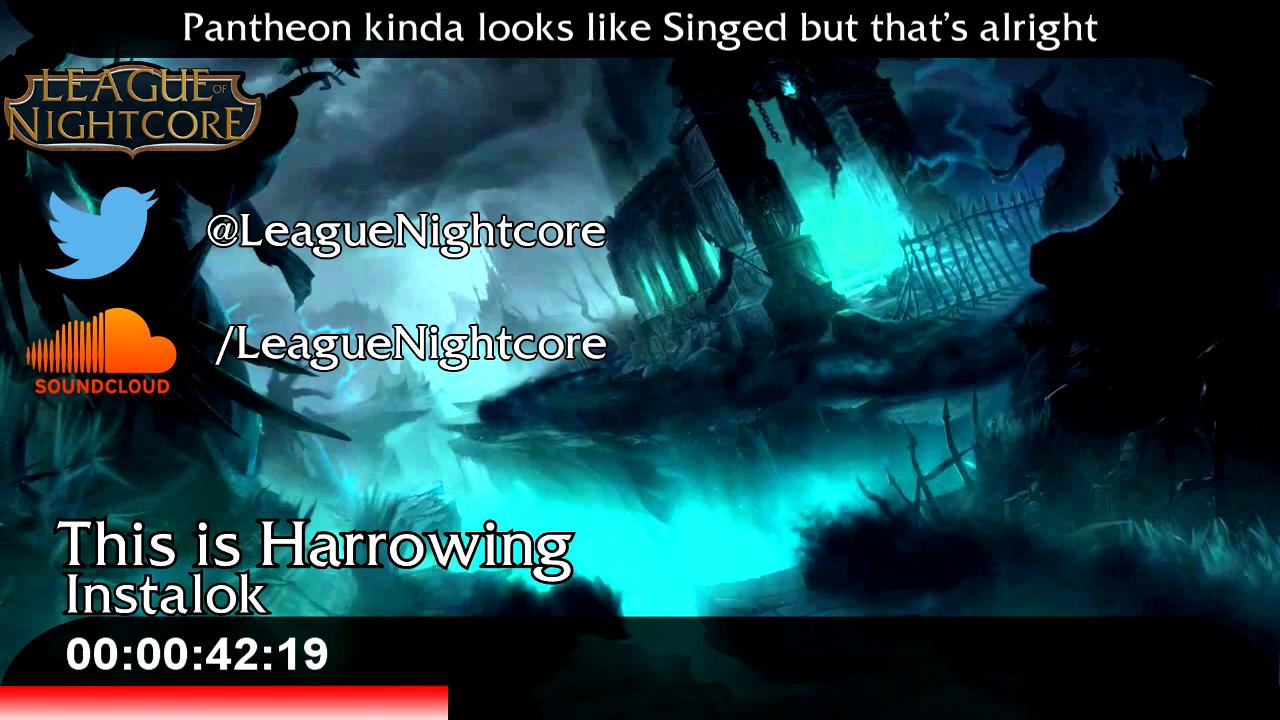 Pantheon kinda looks like Singed but that's alright
LEAGUE OF
NIGHTCORE
@LeagueNightcore
/LeagueNightcore
SOUNDCLOUD
This is Harrowing
Instalok
00:00:42:19